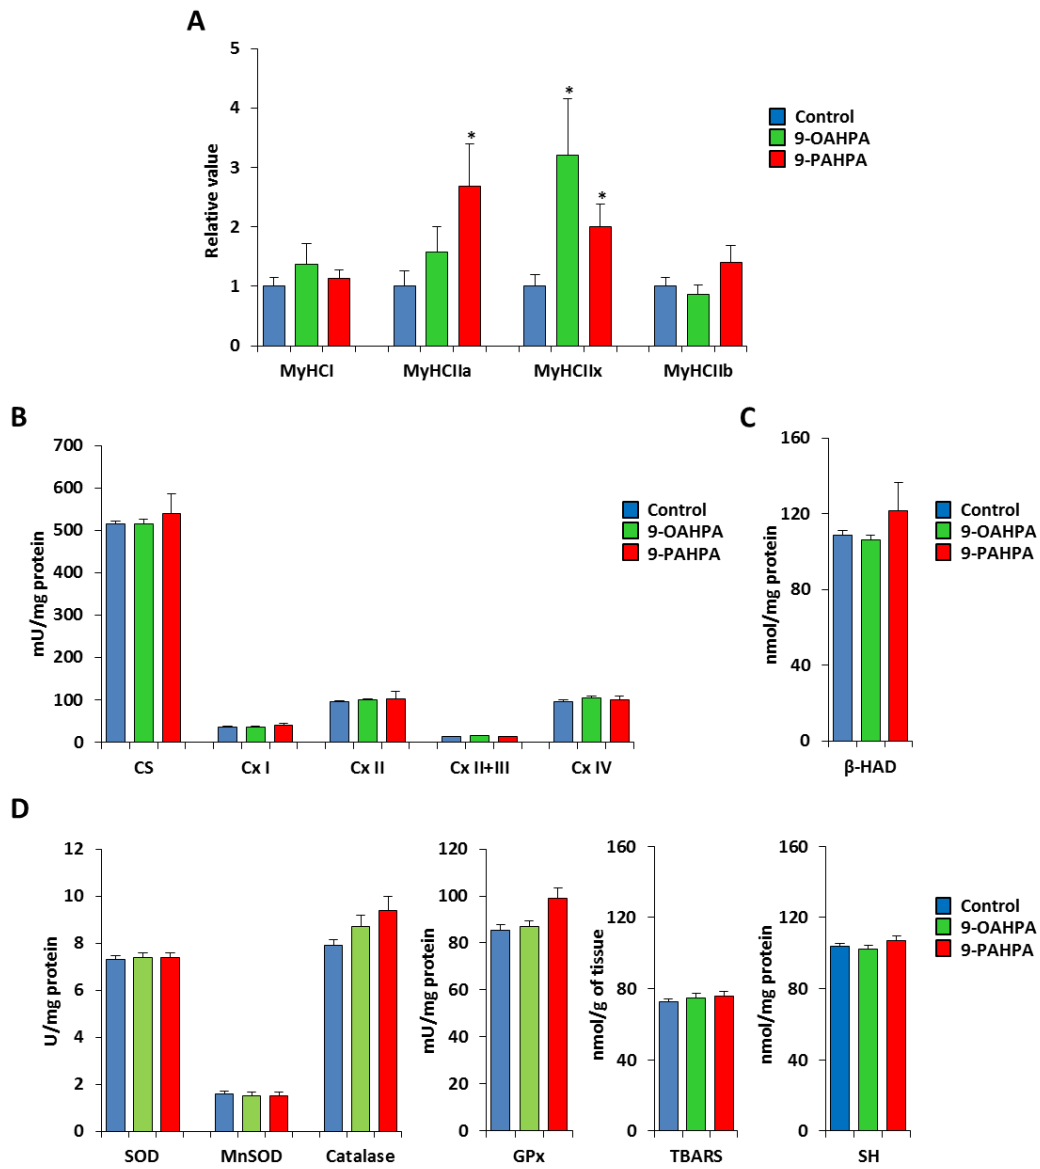 A
5
4
3
2
1
0
Relative value
*
*
*
MyHCI MyHCIIa MyHCIIx MyHCIIb
Control
9-OAHPA
9-PAHPA
B
700
600
500
400
300
200
100
0
mU/mg protein
CS Cx I Cx II Cx II+III Cx IV
Control
9-OAHPA
9-PAHPA
C
160
120
80
40
0
nmol/mg protein
β-HAD
Control
9-OAHPA
9-PAHPA
D
12
10
8
6
4
2
0
U/mg protein
SOD MnSOD Catalase
120
100
80
60
40
20
0
mU/mg protein
GPx
160
120
80
40
0
nmol/g of tissue
TBARS
160
120
80
40
0
nmol/mg protein
SH
Control
9-OAHPA
9-PAHPA